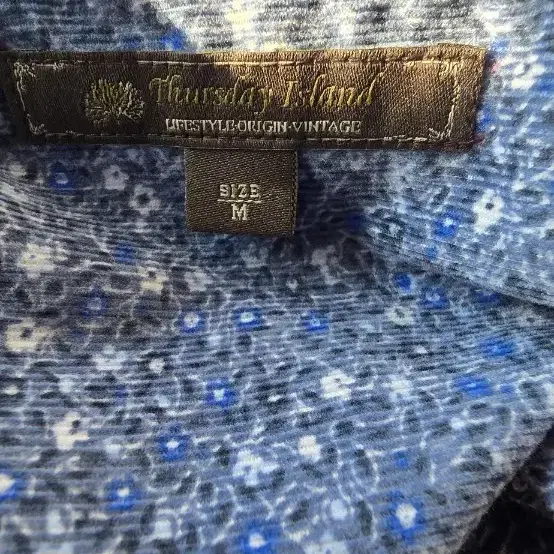 Thursday Island
LIFESTYLE·ORIGIN·VINTAGE
SIZE
M